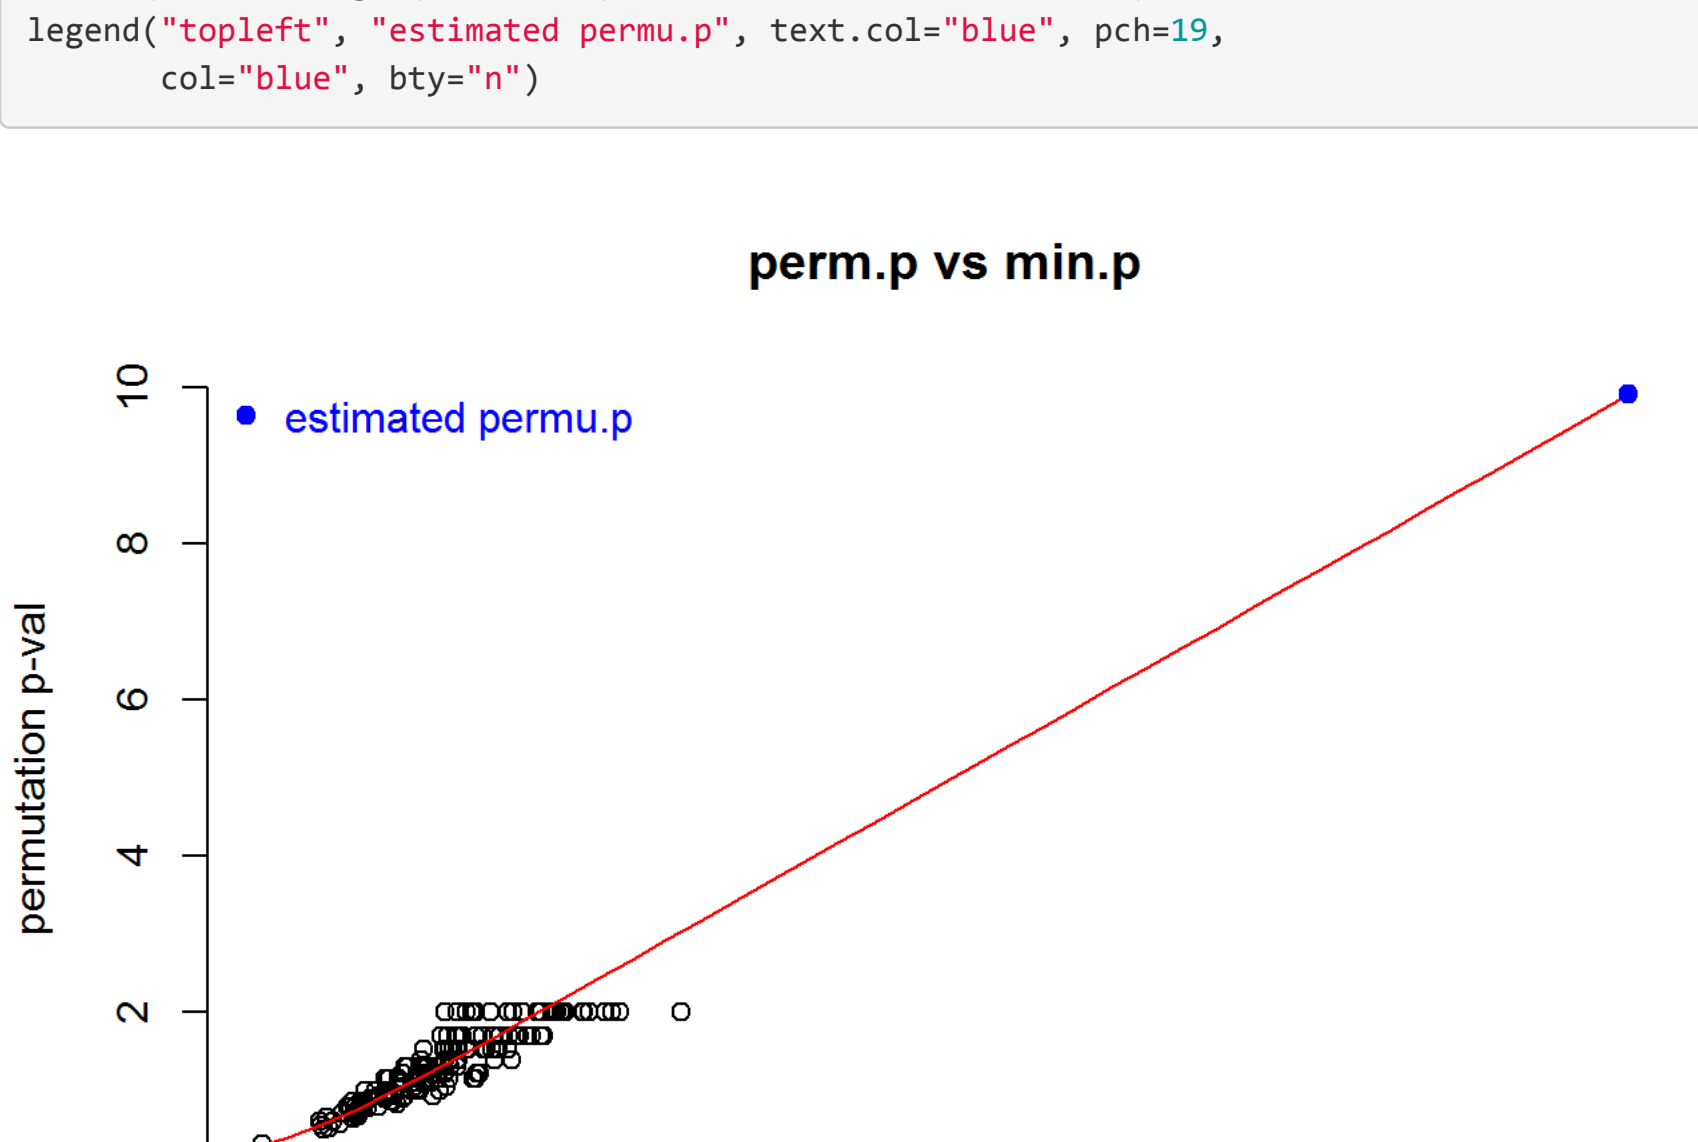 legend("topleft", "estimated permu.p", text.col="blue", pch=19,
col="blue", bty="n")
perm.p vs min.p
10
estimated permu.p
8
6
permutation p-val
4
2